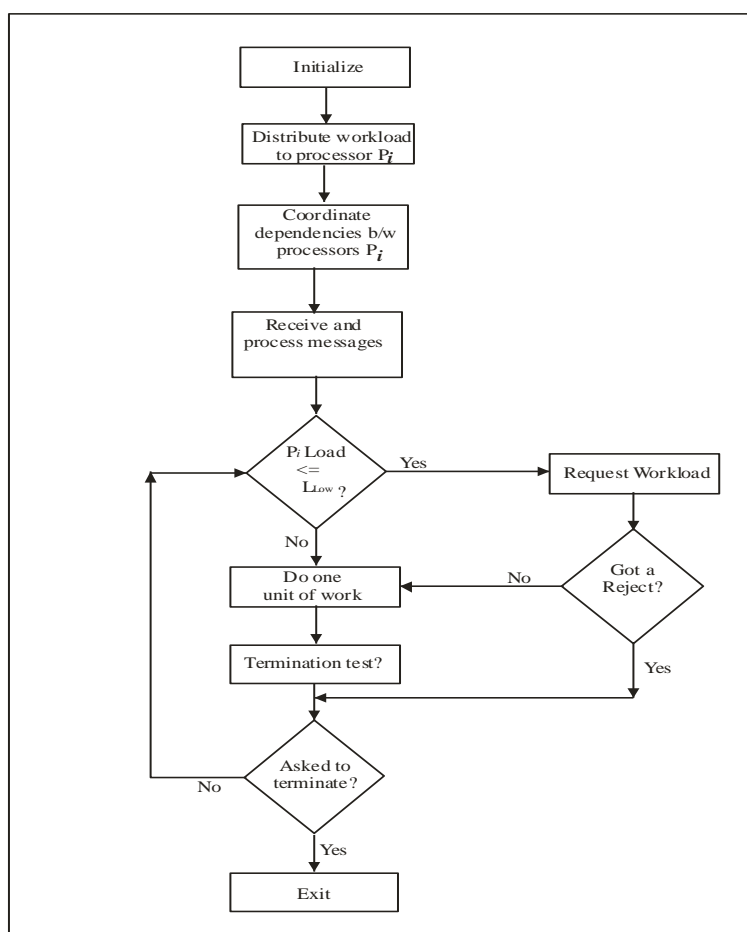 Initialize
Distribute workload
to processor Pi
Coordinate
dependencies b/w
processors Pi
Receive and
process messages
Pi Load
<=
LLow ?
Yes
Request Workload
No
Do one
unit of work
No
Got a
Reject?
Termination test?
Yes
Asked to
terminate?
No
Yes
Exit